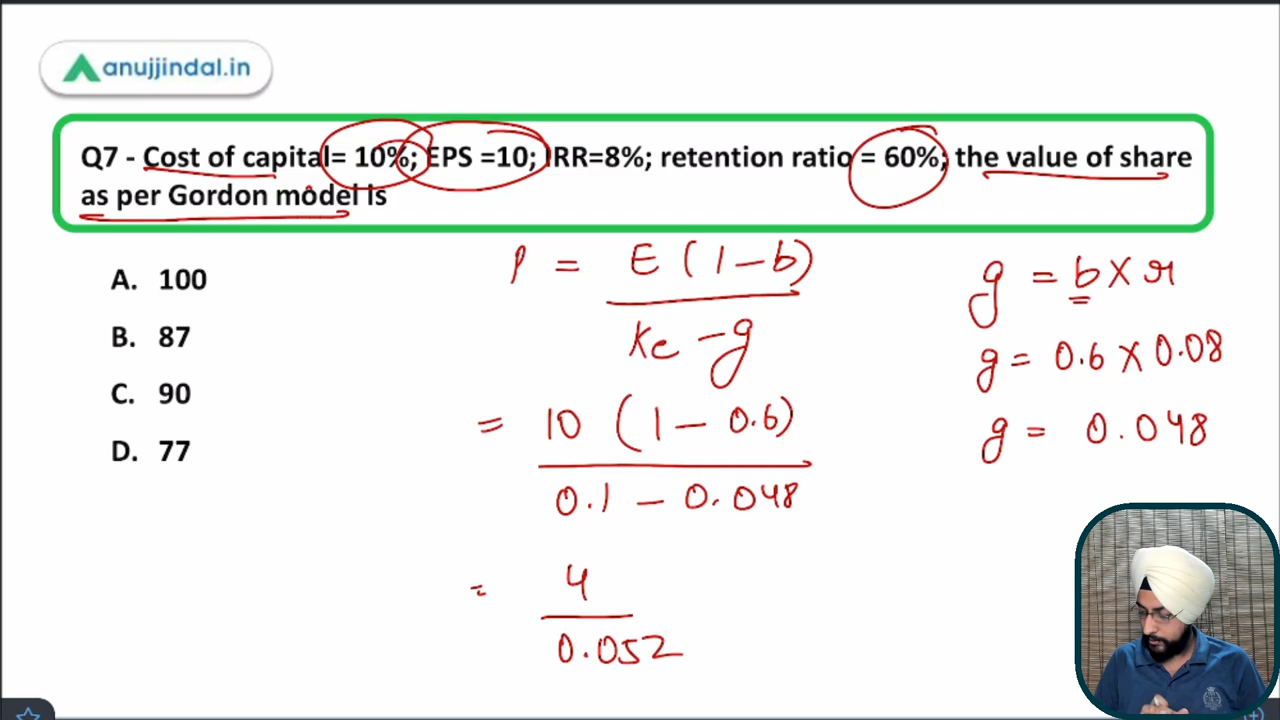 anujjindal.in
Q7 - Cost of capital= 10%; EPS =10; IRR=8%; retention ratio = 60%; the value of share
as per Gordon model Is
A. 100
B. 87
C. 90
D. 77
P = E (1-b)
Ke - g
= 10 (1 - 0.6)
0.1 - 0.048
= 4
0.052
g = b X r
g = 0.6 X 0.08
g = 0.048